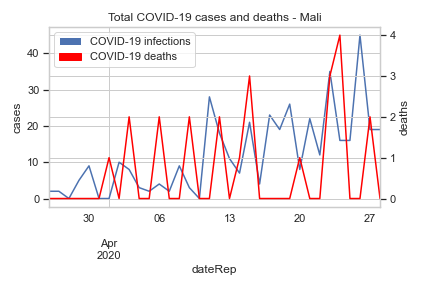 Total COVID-19 cases and deaths - Mali
COVID-19 infections
COVID-19 deaths
cases
40
30
20
10
0
deaths
4
3
2
1
0
30
06
13
20
27
Apr
2020
dateRep